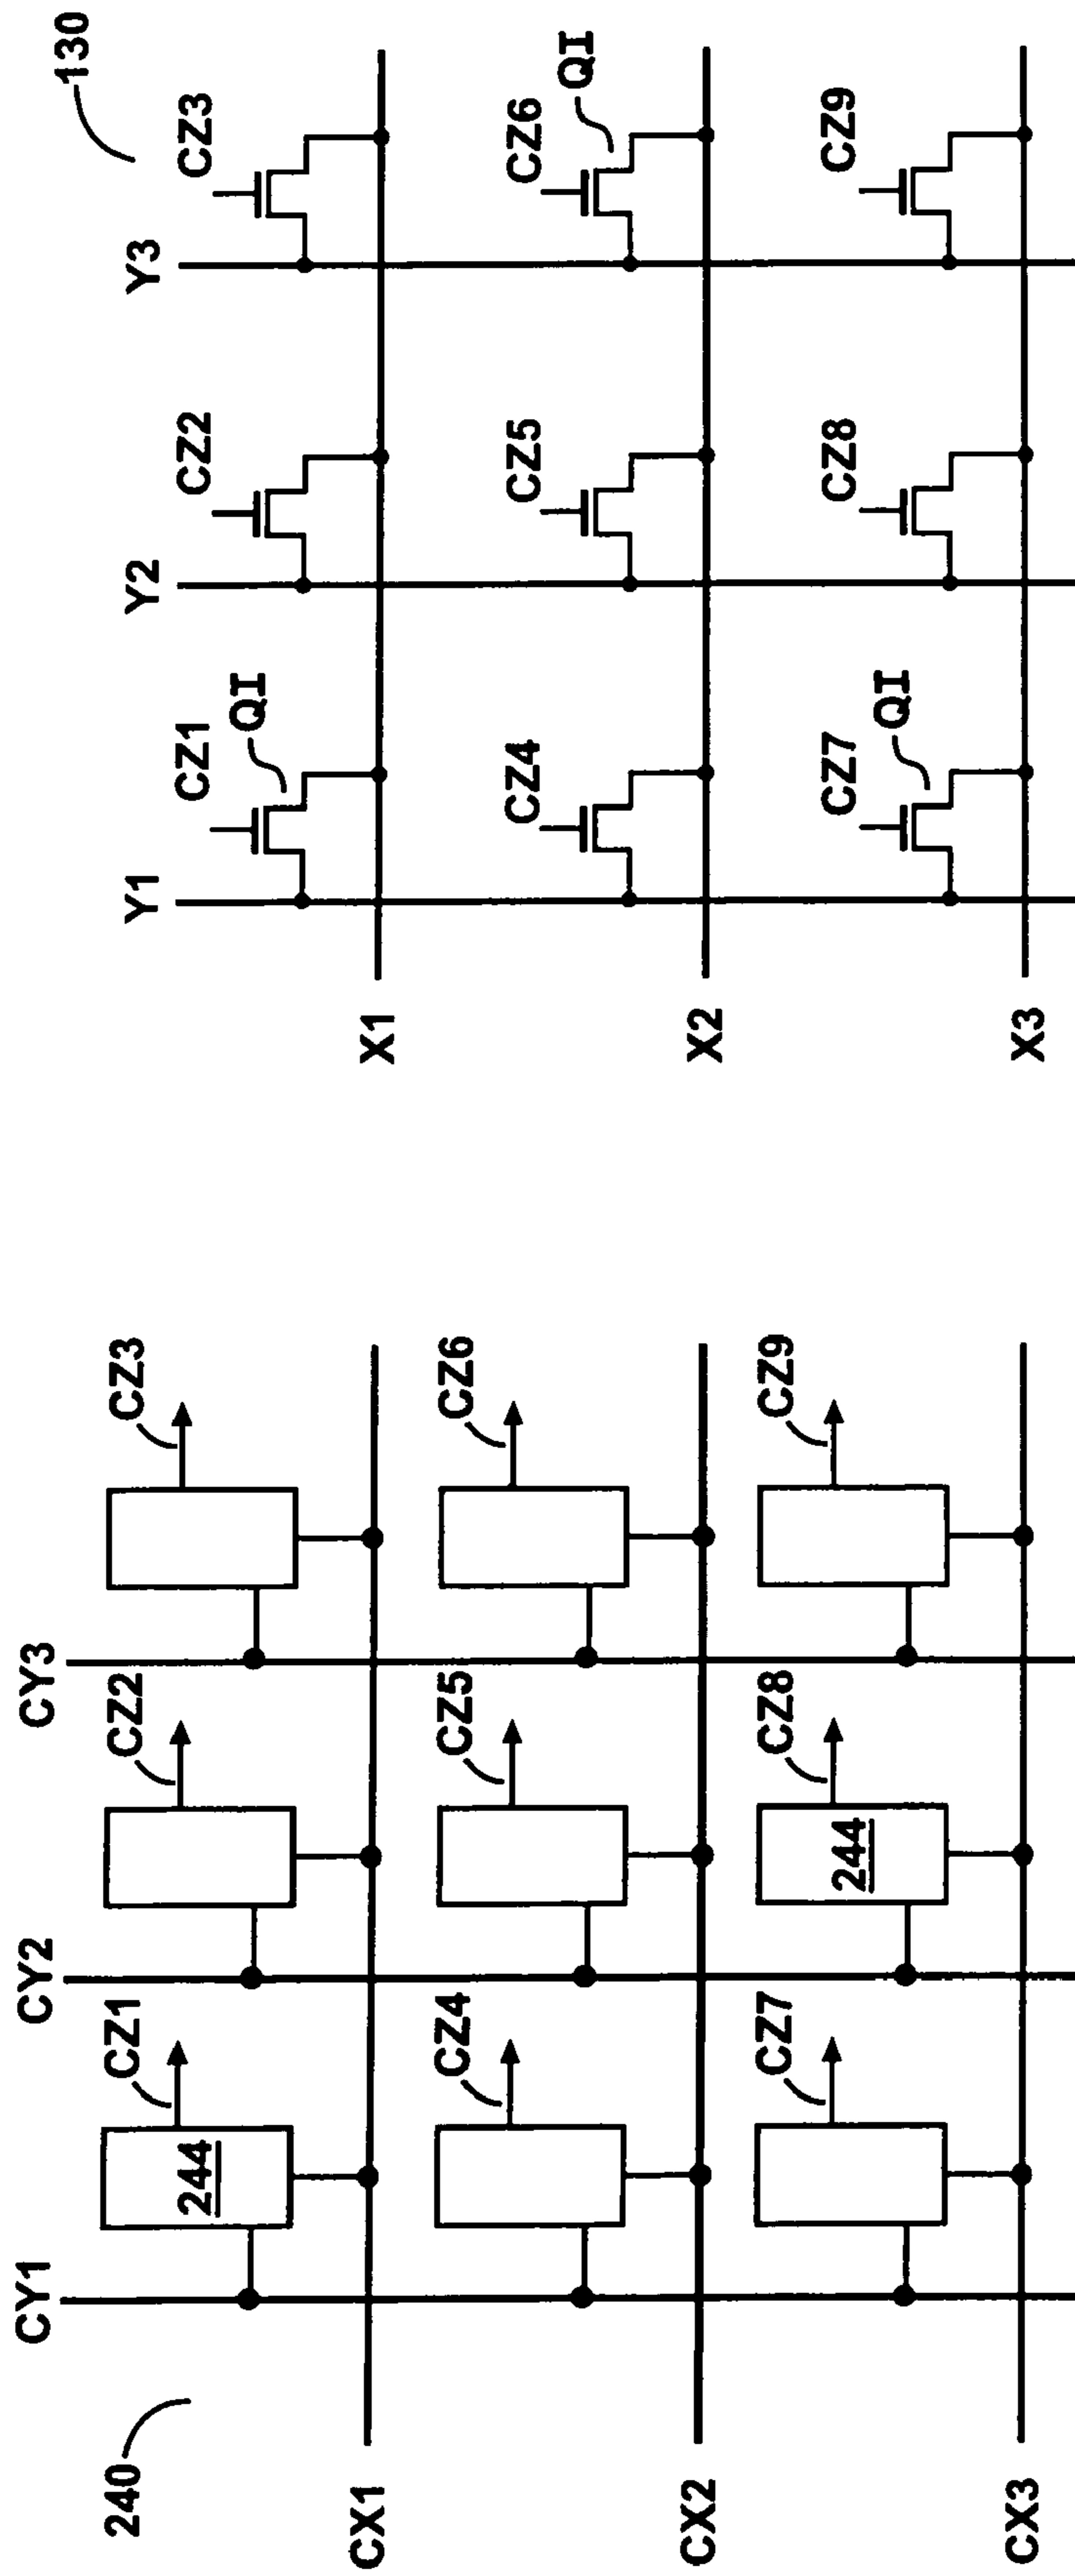 240
CY1 CY2 CY3
CZ1 CZ2 CZ3
244
CX1
CZ4 CZ5 CZ6
CX2
CZ7 CZ8 CZ9
244
CX3
130
Y1 Y2 Y3
CZ1 CZ2 CZ3
QI
X1
CZ4 CZ5 CZ6
QI
X2
CZ7 CZ8 CZ9
QI
X3